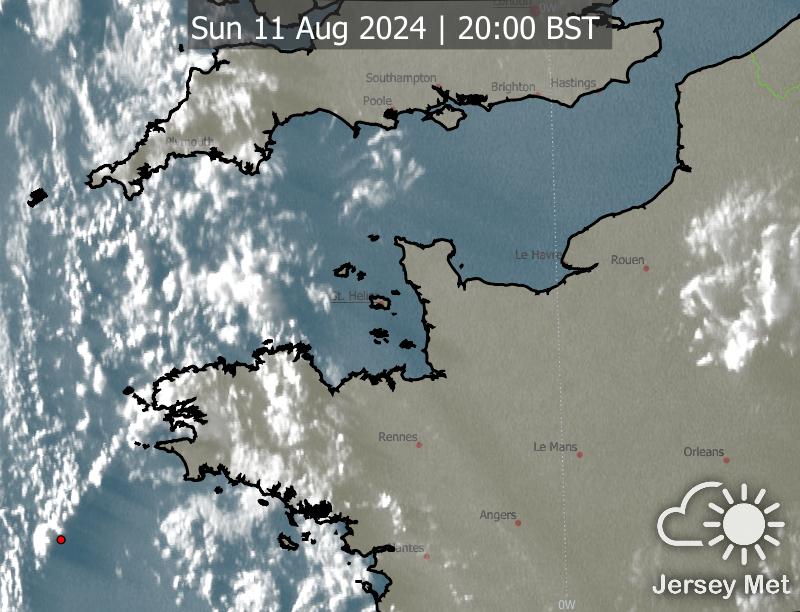 London
0W
Sun 11 Aug 2024 | 20:00 BST
Southampton
Brighton
Hastings
Poole
Plymouth
Le Havre
Rouen
St. Helier
Rennes
Le Mans
Orleans
Angers
Nantes
0W
Jersey Met